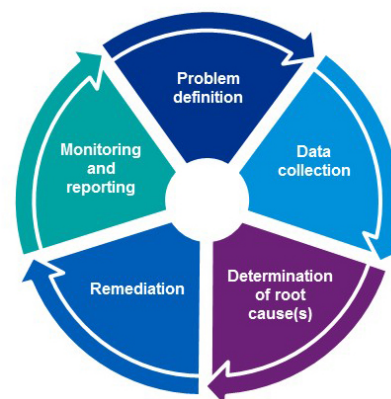 Problem
definition
Data
collection
Determination
of root
cause(s)
Remediation
Monitoring
and
reporting